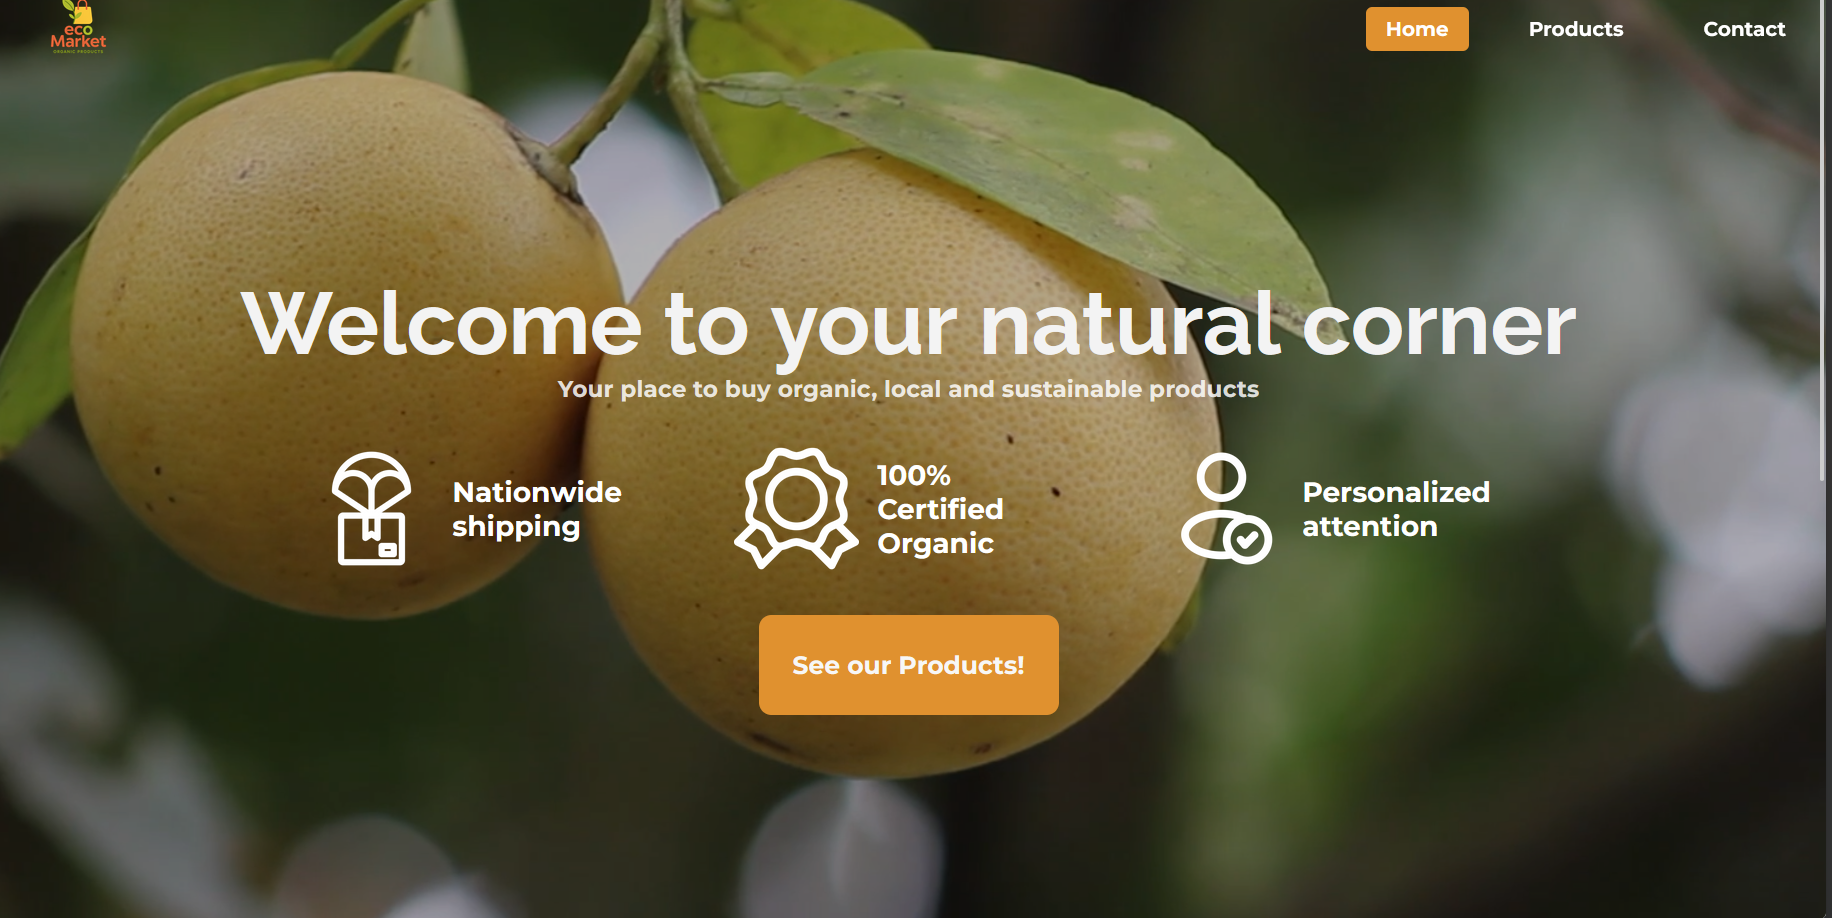 eco
Market
ORGANIC PRODUCTS
Home
Products
Contact
Welcome to your natural corner
Your place to buy organic, local and sustainable products
Nationwide
shipping
100%
Certified
Organic
Personalized
attention
See our Products!